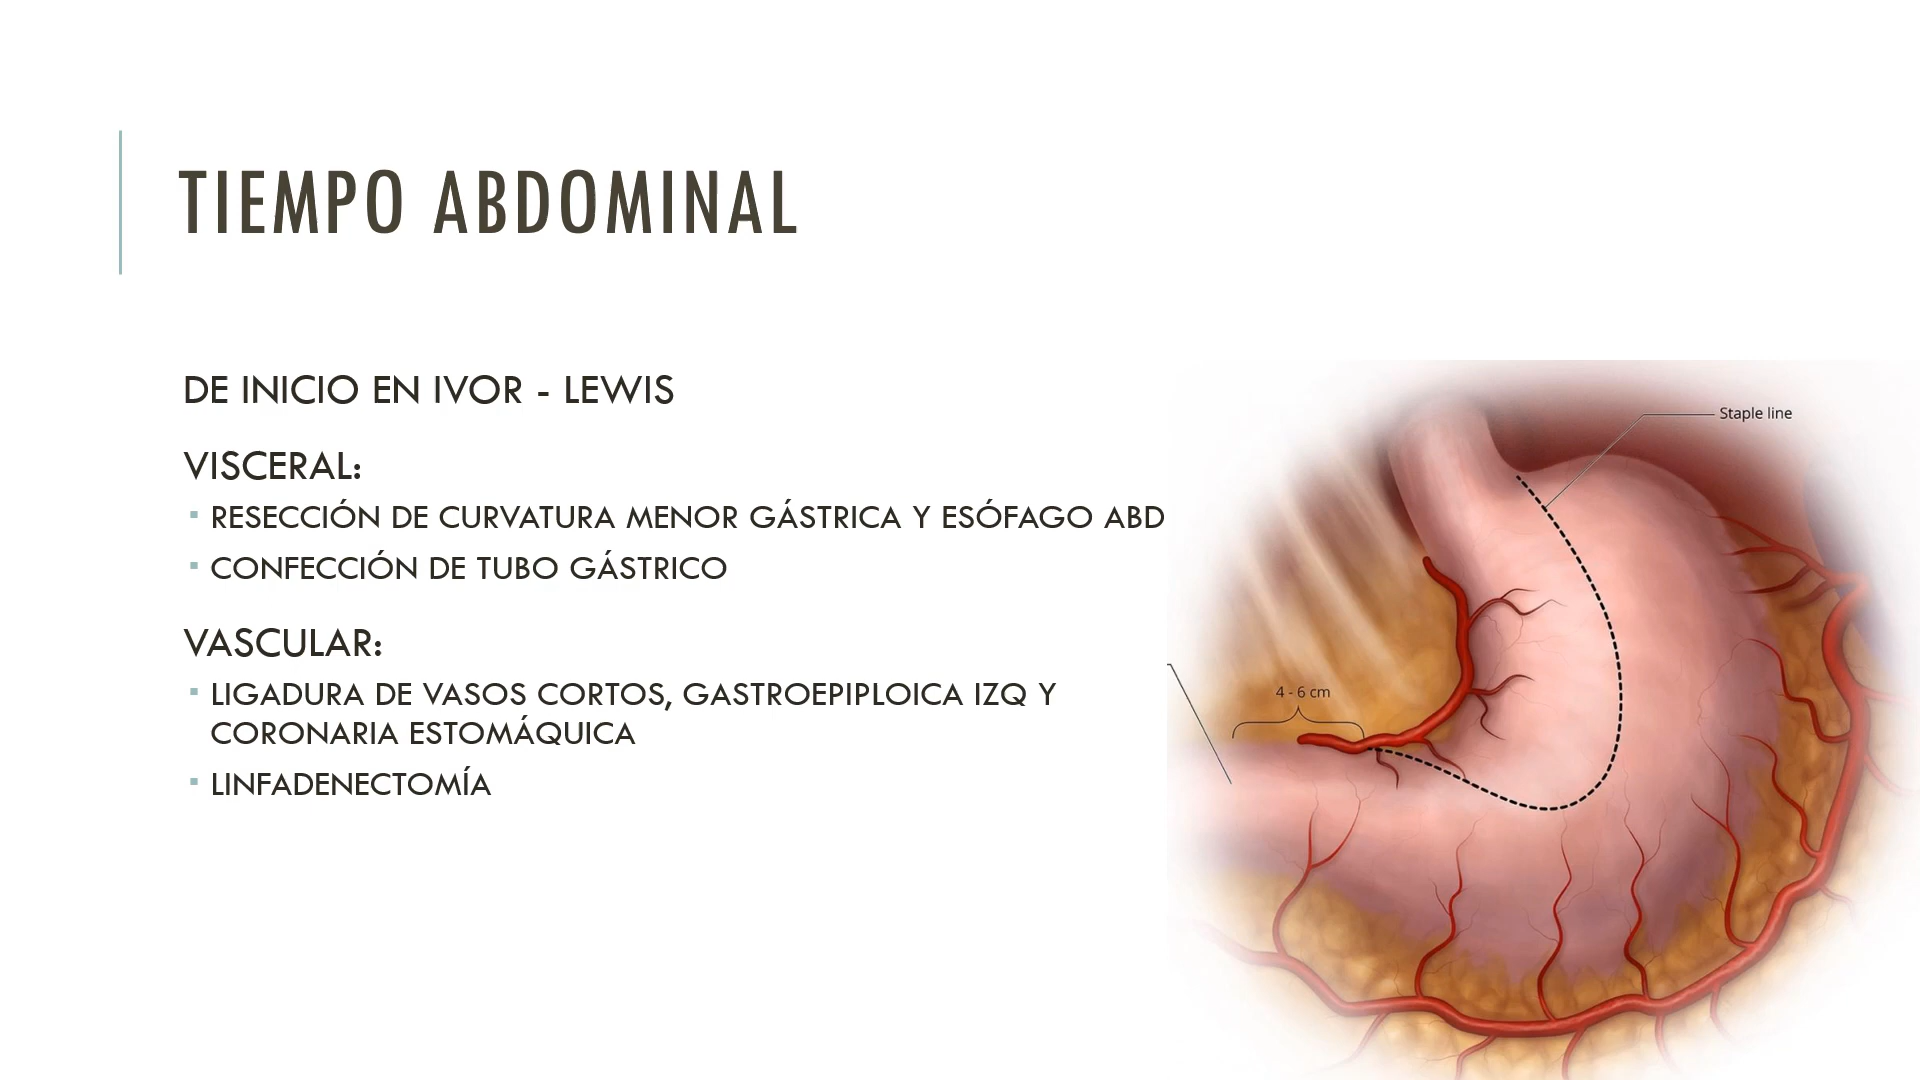 TIEMPO ABDOMINAL
DE INICIO EN IVOR - LEWIS
VISCERAL:
RESECCIÓN DE CURVATURA MENOR GÁSTRICA Y ESÓFAGO ABD
CONFECCIÓN DE TUBO GÁSTRICO
VASCULAR:
LIGADURA DE VASOS CORTOS, GASTROEPIPLOICA IZQ Y
CORONARIA ESTOMÁQUICA
LINFADENECTOMÍA
Staple line
4 - 6 cm